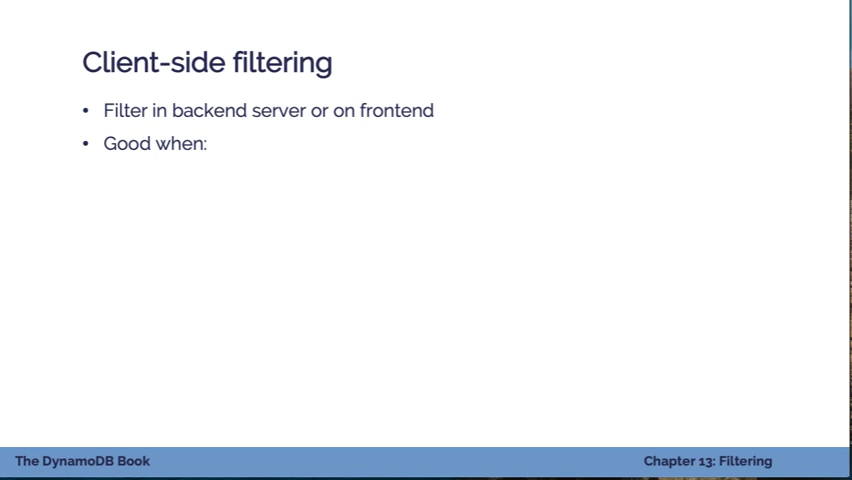 Client-side filtering
• Filter in backend server or on frontend
• Good when:
The DynamoDB Book
Chapter 13: Filtering